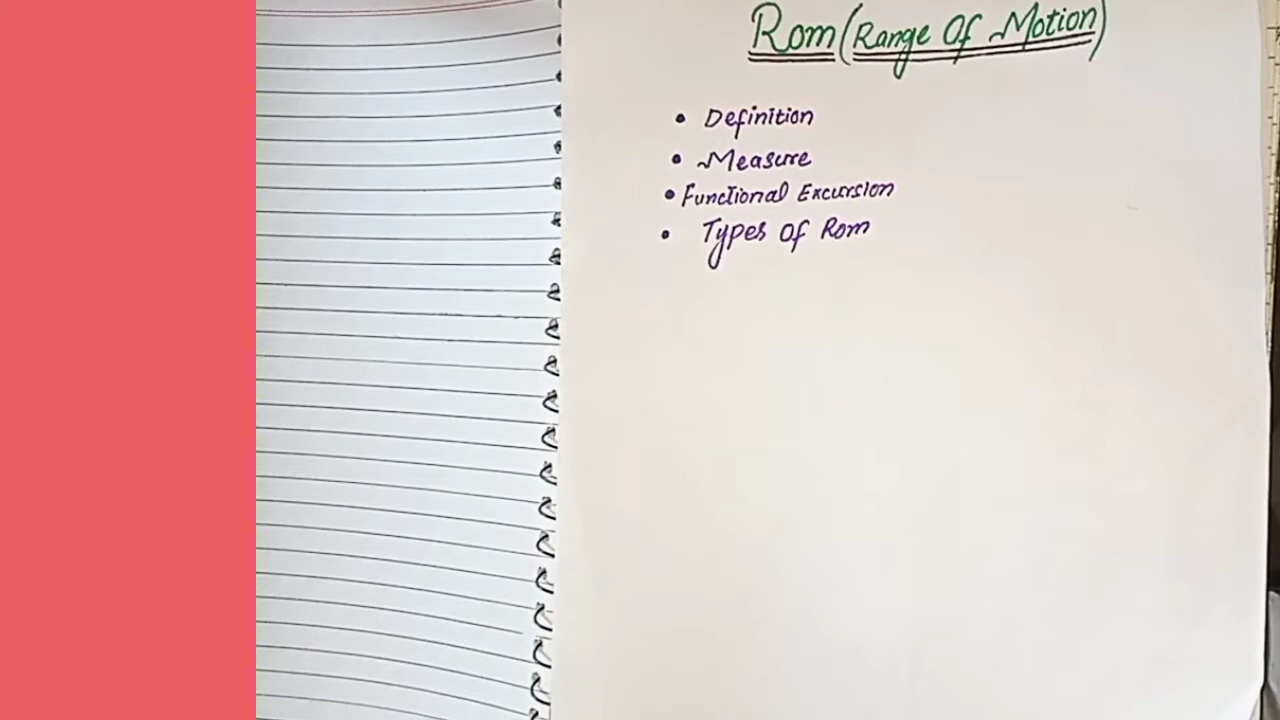 Rom (Range Of Motion)
• Definition
• Measure
• Functional Excursion
• Types Of Rom